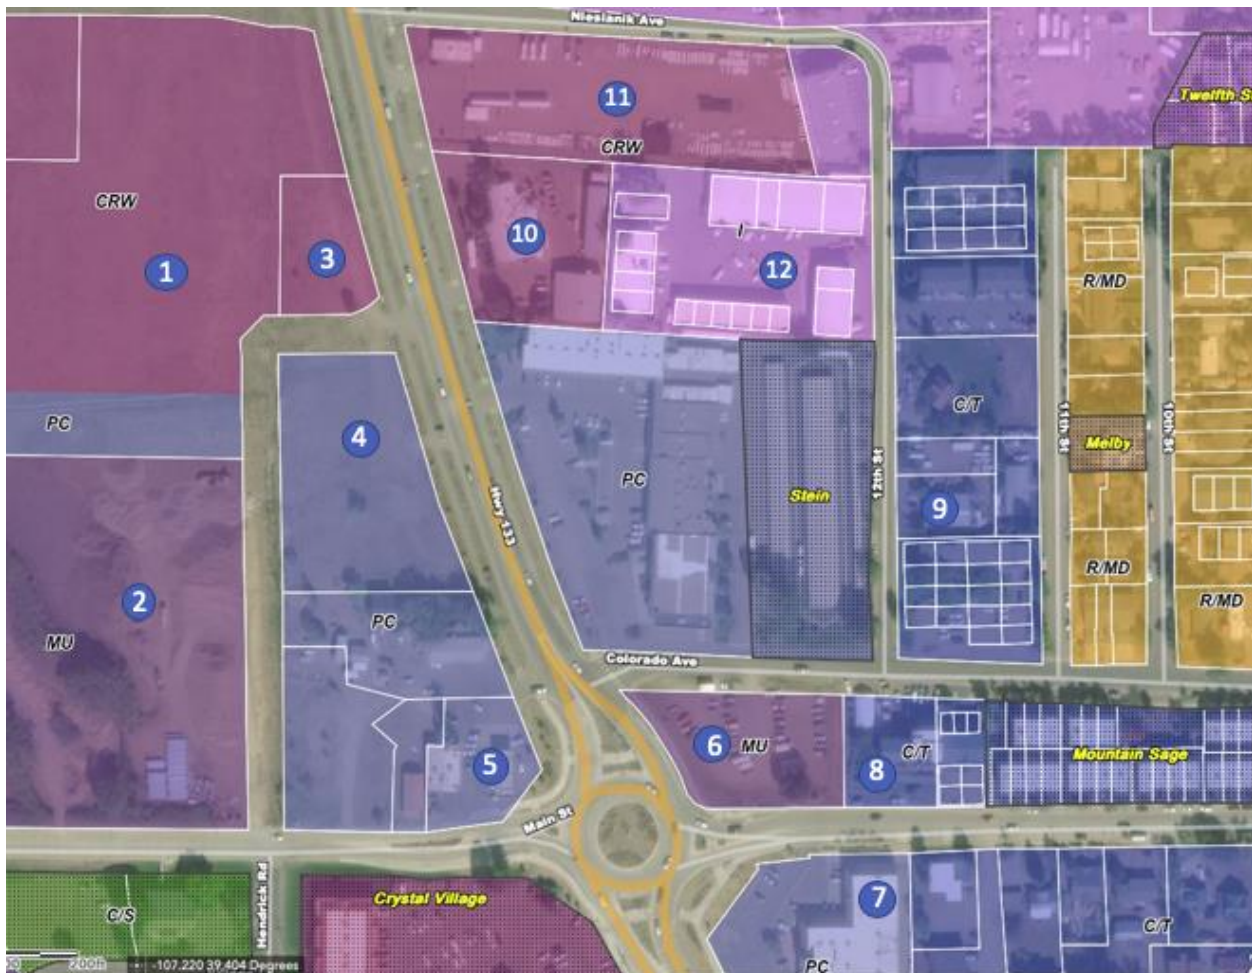 Niesianik Ave
Twelfth S
11
CRW
CRW
10
I
12
R/MD
1
3
PC
4
C/T
11th St
10th St
Melby
Hwy 133
PC
Stein
12th St
9
2
MU
PC
R/MD
R/MD
Colorado Ave
5
6
MU
C/T
8
Mountain Sage
Main St
Hendrick Rd
C/S
Crystal Village
7
C/T
PC
200ft
-107.220 39.404 Degrees